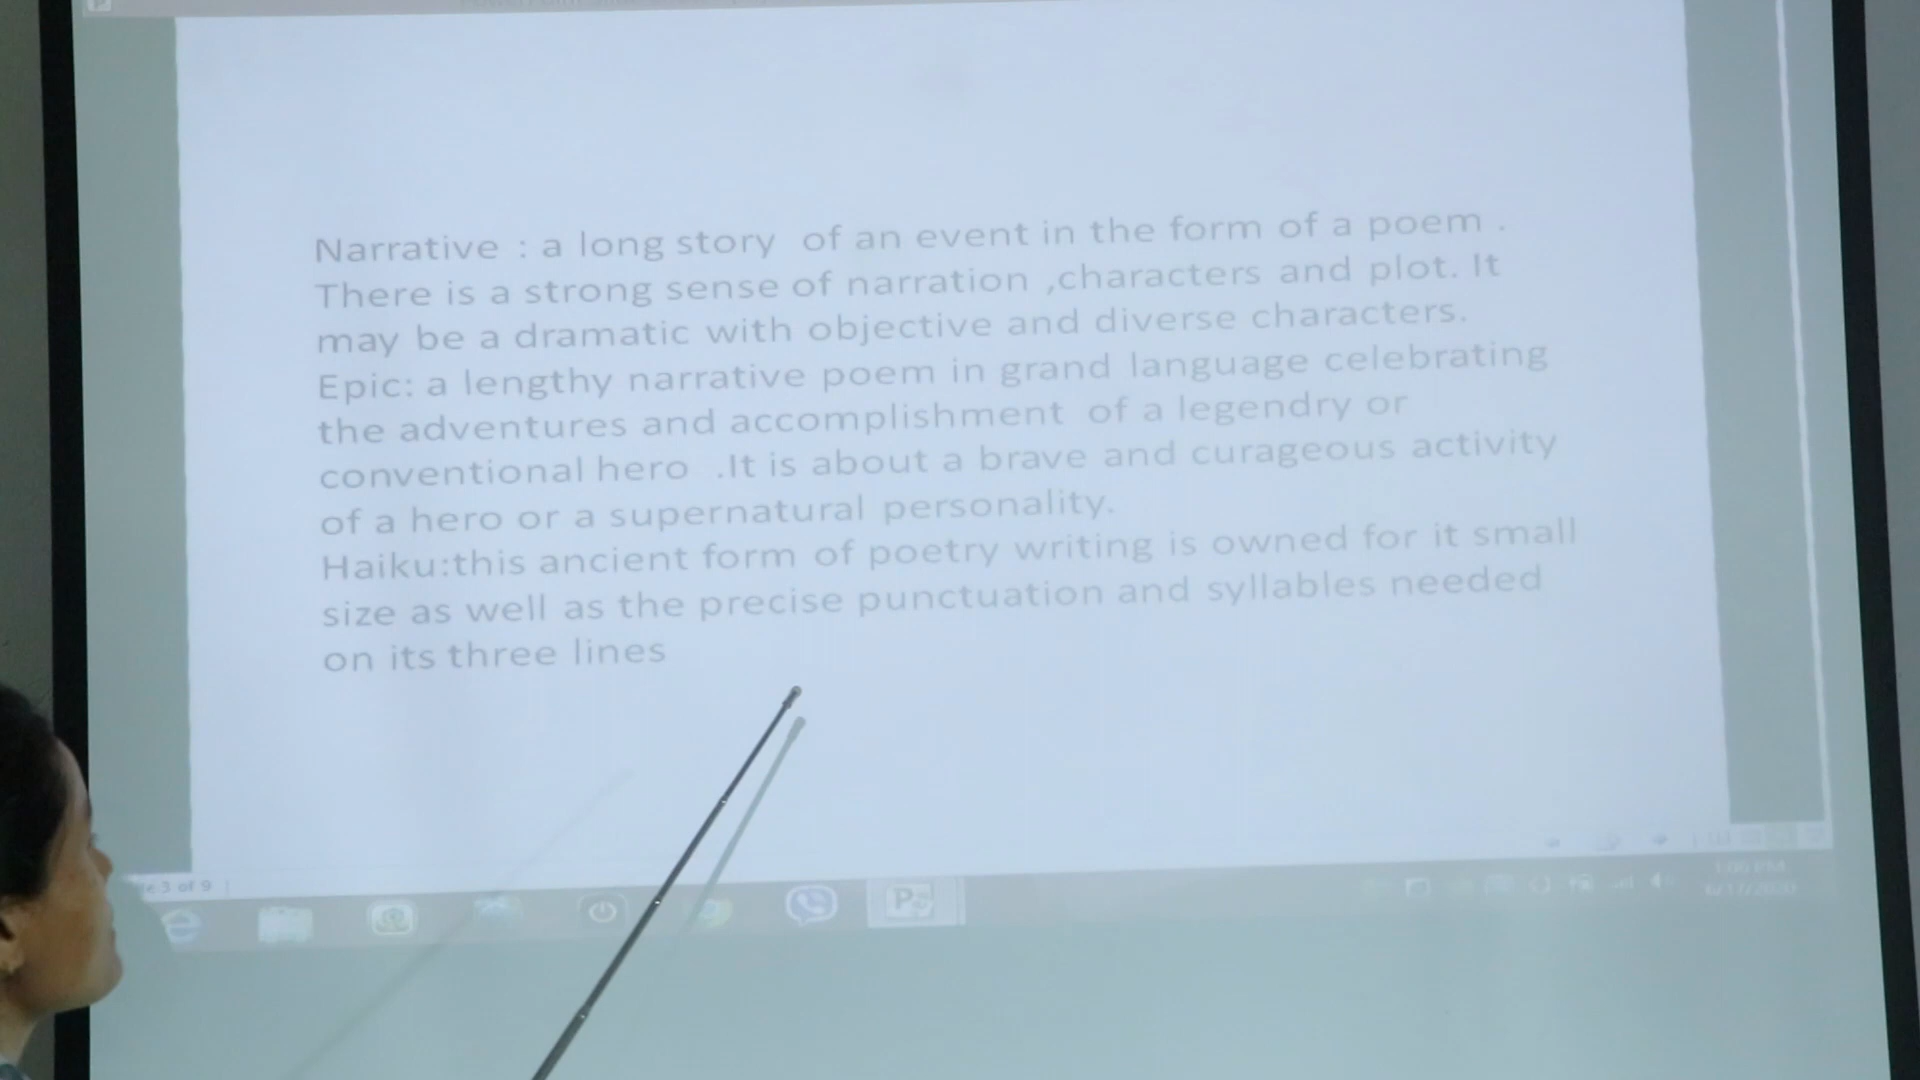 Narrative : a long story of an event in the form of a poem .
There is a strong sense of narration ,characters and plot. It
may be a dramatic with objective and diverse characters.
Epic: a lengthy narrative poem in grand language celebrating
the adventures and accomplishment of a legendry or
conventional hero .It is about a brave and curageous activity
of a hero or a supernatural personality.
Haiku:this ancient form of poetry writing is owned for it small
size as well as the precise punctuation and syllables needed
on its three lines
3 of 9